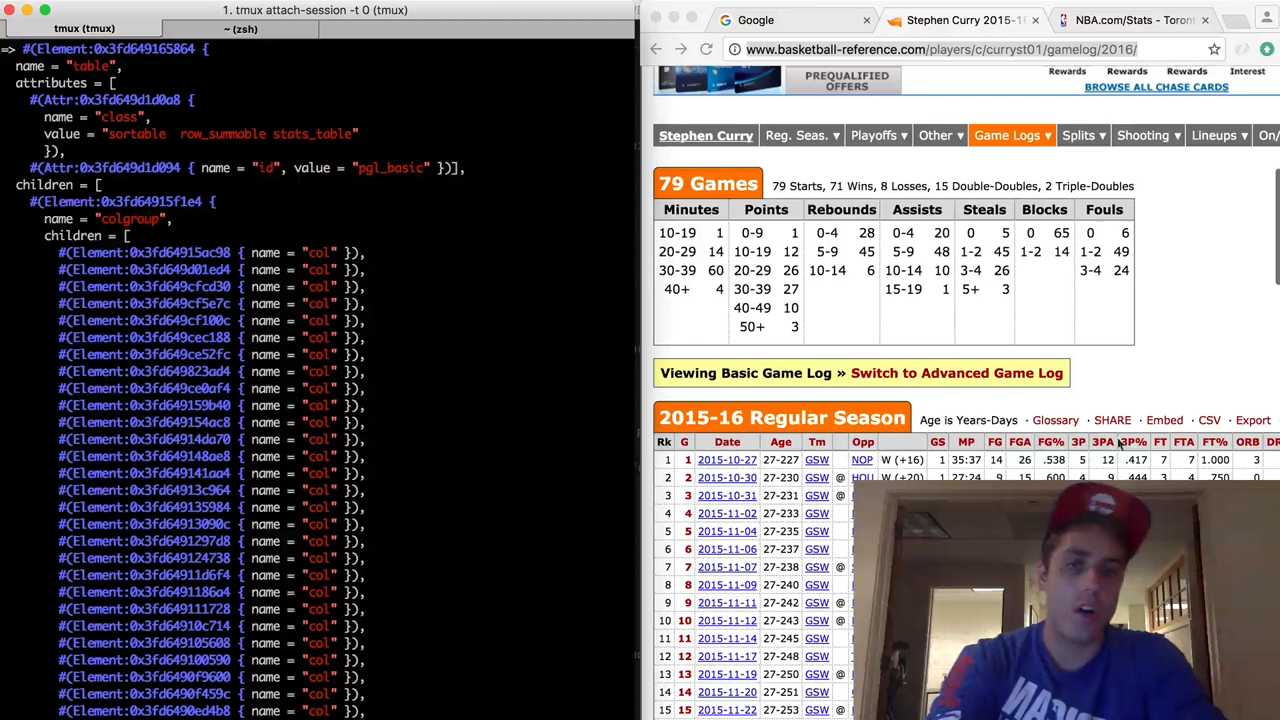 1. tmux attach-session -t 0 (tmux)
tmux (tmux)
~ (zsh)
=> #(Element:0x3fd649165864 {
name = "table",
attributes = [
#(Attr:0x3fd649d1d0a8 {
name = "class",
value = "sortable  row_summable stats_table"
}),
#(Attr:0x3fd649d1d094 { name = "id", value = "pgl_basic" })],
children = [
#(Element:0x3fd64915f1e4 {
name = "colgroup",
children = [
#(Element:0x3fd64915ac98 { name = "col" }),
#(Element:0x3fd649d01ed4 { name = "col" }),
#(Element:0x3fd649cfcd30 { name = "col" }),
#(Element:0x3fd649cf5e7c { name = "col" }),
#(Element:0x3fd649cf100c { name = "col" }),
#(Element:0x3fd649cec188 { name = "col" }),
#(Element:0x3fd649ce52fc { name = "col" }),
#(Element:0x3fd649823ad4 { name = "col" }),
#(Element:0x3fd649ce0af4 { name = "col" }),
#(Element:0x3fd649159b40 { name = "col" }),
#(Element:0x3fd649154ac8 { name = "col" }),
#(Element:0x3fd64914da70 { name = "col" }),
#(Element:0x3fd649148ae8 { name = "col" }),
#(Element:0x3fd649141aa4 { name = "col" }),
#(Element:0x3fd64913c964 { name = "col" }),
#(Element:0x3fd649135984 { name = "col" }),
#(Element:0x3fd64913090c { name = "col" }),
#(Element:0x3fd6491297d8 { name = "col" }),
#(Element:0x3fd649124738 { name = "col" }),
#(Element:0x3fd64911d6f4 { name = "col" }),
#(Element:0x3fd6491186a4 { name = "col" }),
#(Element:0x3fd649111728 { name = "col" }),
#(Element:0x3fd64910c714 { name = "col" }),
#(Element:0x3fd649105608 { name = "col" }),
#(Element:0x3fd649100590 { name = "col" }),
#(Element:0x3fd6490f9600 { name = "col" }),
#(Element:0x3fd6490f459c { name = "col" }),
#(Element:0x3fd6490ed4b8 { name = "col" }),
Google
Stephen Curry 2015-1
NBA.com/Stats - Toront
www.basketball-reference.com/players/c/curryst01/gamelog/2016/
PREQUALIFIED
OFFERS
Rewards Rewards Rewards Interest
BROWSE ALL CHASE CARDS
Stephen Curry Reg. Seas. ▾ Playoffs ▾ Other ▾ Game Logs ▾ Splits ▾ Shooting ▾ Lineups ▾ On/
79 Games 79 Starts, 71 Wins, 8 Losses, 15 Double-Doubles, 2 Triple-Doubles
Minutes Points Rebounds Assists Steals Blocks Fouls
10-19 1 0-9 1 0-4 28 0-4 20 0 5 0 65 0 6
20-29 14 10-19 12 5-9 45 5-9 48 1-2 45 1-2 14 1-2 49
30-39 60 20-29 26 10-14 6 10-14 10 3-4 26 3-4 24
40+ 4 30-39 27 15-19 1 5+ 3
40-49 10
50+ 3
Viewing Basic Game Log » Switch to Advanced Game Log
2015-16 Regular Season Age is Years-Days · Glossary · SHARE · Embed · CSV · Export ·
Rk G Date Age Tm Opp GS MP FG FGA FG% 3P 3PA 3P% FT FTA FT% ORB DR
1 1 2015-10-27 27-227 GSW NOP W (+16) 1 35:37 14 26 .538 5 12 .417 7 7 1.000 3
2 2 2015-10-30 27-230 GSW @ HOU W (+20) 1 27:24 9 15 .600 4 9 .444 3 4 .750 0
3 3 2015-10-31 27-231 GSW @
4 4 2015-11-02 27-233 GSW
5 5 2015-11-04 27-235 GSW
6 6 2015-11-06 27-237 GSW
7 7 2015-11-07 27-238 GSW @
8 8 2015-11-09 27-240 GSW
9 9 2015-11-11 27-242 GSW @
10 10 2015-11-12 27-243 GSW @
11 11 2015-11-14 27-245 GSW
12 12 2015-11-17 27-248 GSW
13 13 2015-11-19 27-250 GSW @
14 14 2015-11-20 27-251 GSW
15 15 2015-11-22 27-253 GSW @